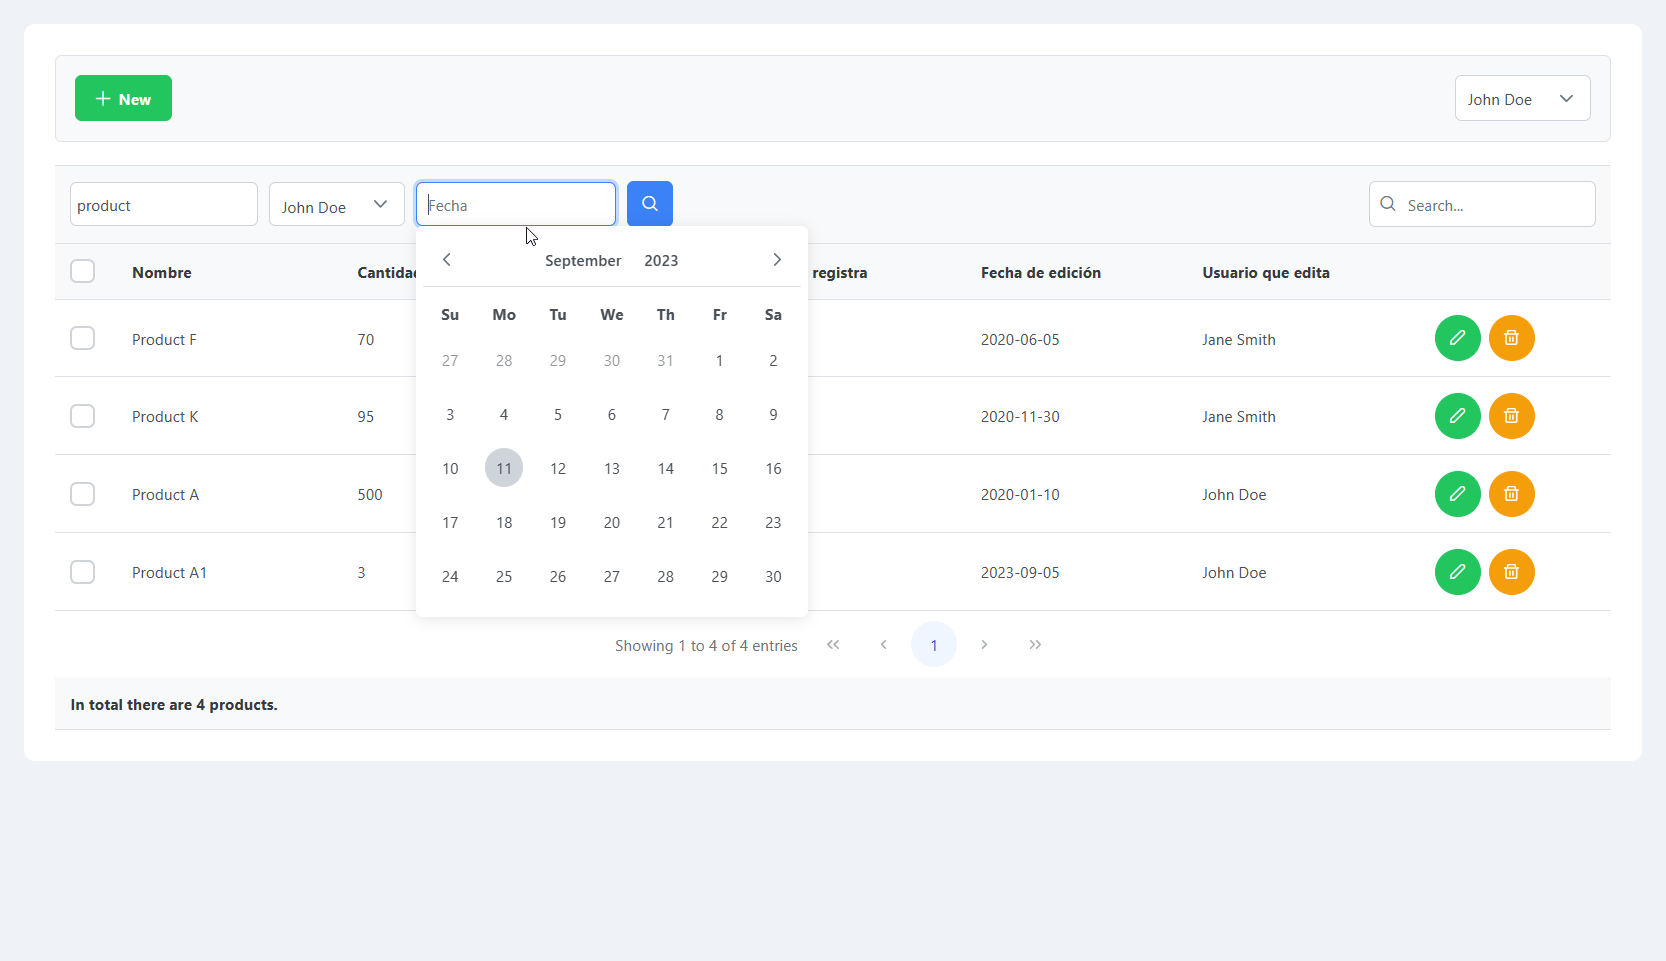 New
John Doe
product
John Doe
Fecha
Search...
September 2023
Nombre
Cantidad
registra
Fecha de edición
Usuario que edita
Su Mo Tu We Th Fr Sa
27 28 29 30 31 1 2
3 4 5 6 7 8 9
10 11 12 13 14 15 16
17 18 19 20 21 22 23
24 25 26 27 28 29 30
Product F 70 2020-06-05 Jane Smith
Product K 95 2020-11-30 Jane Smith
Product A 500 2020-01-10 John Doe
Product A1 3 2023-09-05 John Doe
Showing 1 to 4 of 4 entries
1
In total there are 4 products.